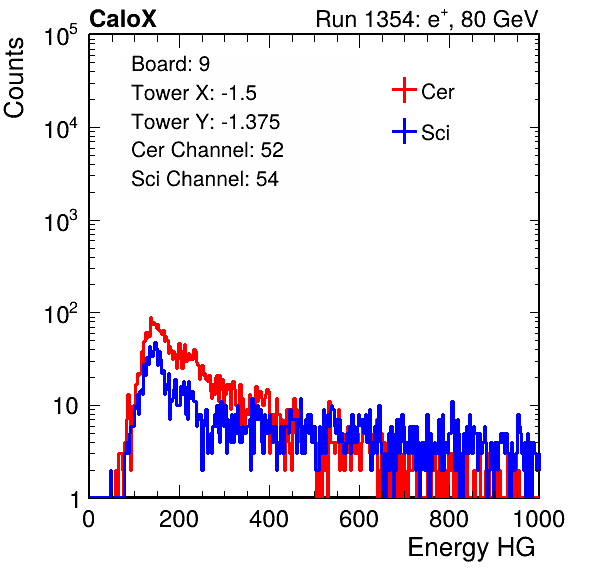 CaloX Run 1354: e⁺, 80 GeV
Counts
10⁵
10⁴
10³
10²
10
1
Board: 9
Tower X: -1.5
Tower Y: -1.375
Cer Channel: 52
Sci Channel: 54
Cer
Sci
0 200 400 600 800 1000
Energy HG